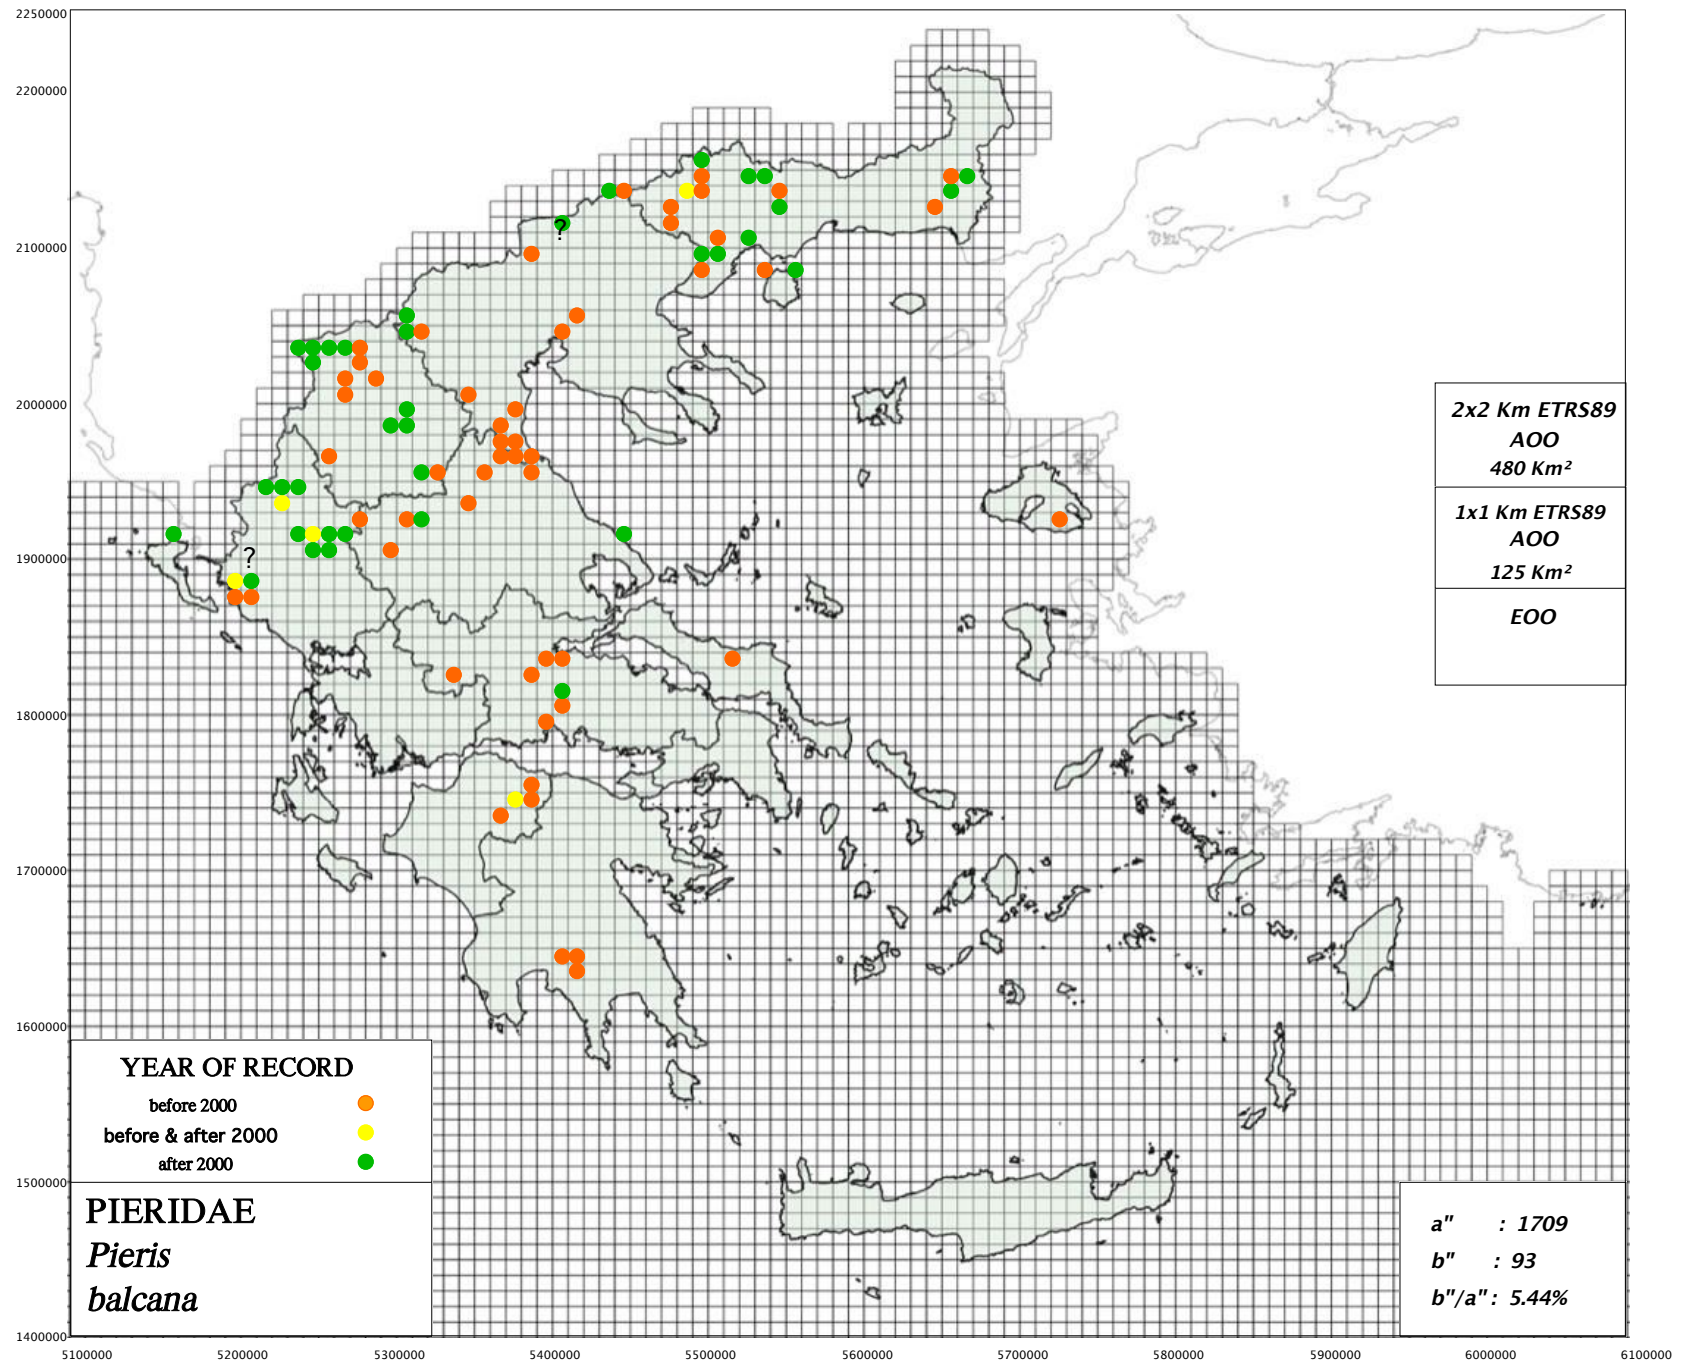 2250000
2200000
2100000
2000000
1900000
1800000
1700000
1600000
1500000
1400000
?
?
2x2 Km ETRS89
AOO
480 Km²
1x1 Km ETRS89
AOO
125 Km²
EOO
YEAR OF RECORD
before 2000
before & after 2000
after 2000
PIERIDAE
Pieris
balcana
a" : 1709
b" : 93
b"/a" : 5.44%
5100000 5200000 5300000 5400000 5500000 5600000 5700000 5800000 5900000 6000000 6100000